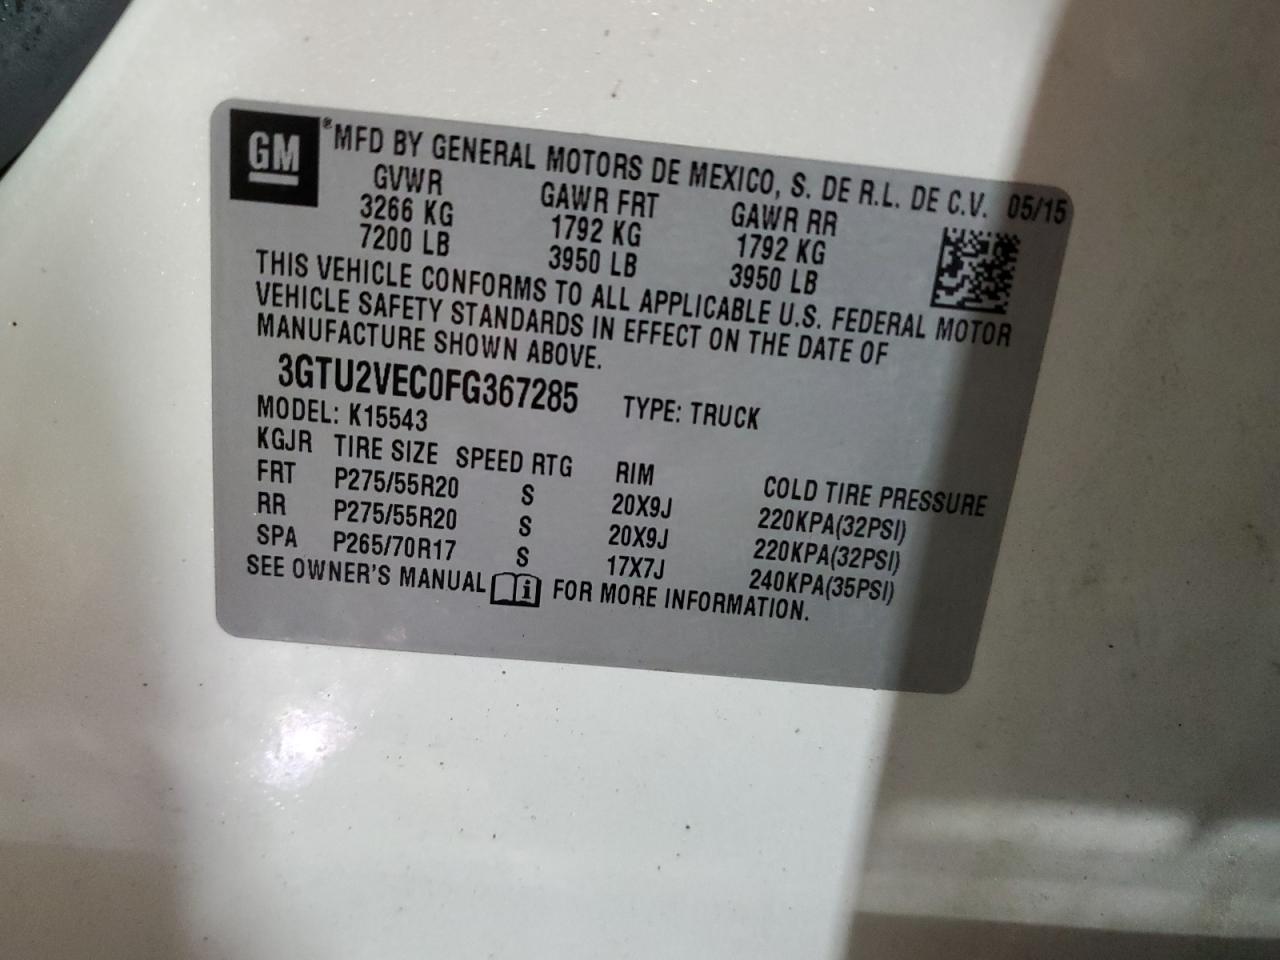 GM ® MFD BY GENERAL MOTORS DE MEXICO, S. DE R.L. DE C.V. 05/15
GVWR GAWR FRT GAWR RR
3266 KG 1792 KG 1792 KG
7200 LB 3950 LB 3950 LB
THIS VEHICLE CONFORMS TO ALL APPLICABLE U.S. FEDERAL MOTOR
VEHICLE SAFETY STANDARDS IN EFFECT ON THE DATE OF
MANUFACTURE SHOWN ABOVE.
3GTU2VEC0FG367285 TYPE: TRUCK
MODEL: K15543
KGJR TIRE SIZE SPEED RTG RIM COLD TIRE PRESSURE
FRT P275/55R20 S 20X9J 220KPA(32PSI)
RR P275/55R20 S 20X9J 220KPA(32PSI)
SPA P265/70R17 S 17X7J 240KPA(35PSI)
SEE OWNER'S MANUAL i FOR MORE INFORMATION.